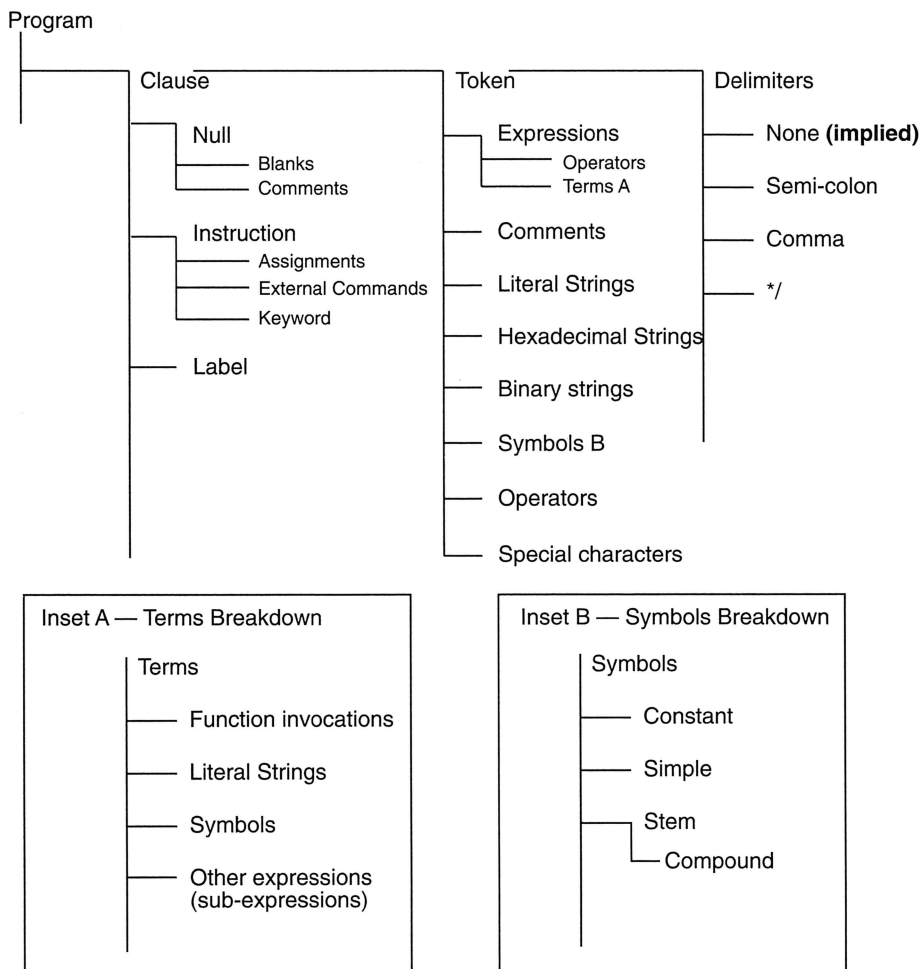 Program
Clause
Null
Blanks
Comments
Instruction
Assignments
External Commands
Keyword
Label
Token
Expressions
Operators
Terms A
Comments
Literal Strings
Hexadecimal Strings
Binary strings
Symbols B
Operators
Special characters
Delimiters
None (implied)
Semi-colon
Comma
*/
Inset A — Terms Breakdown
Terms
Function invocations
Literal Strings
Symbols
Other expressions
(sub-expressions)
Inset B — Symbols Breakdown
Symbols
Constant
Simple
Stem
Compound